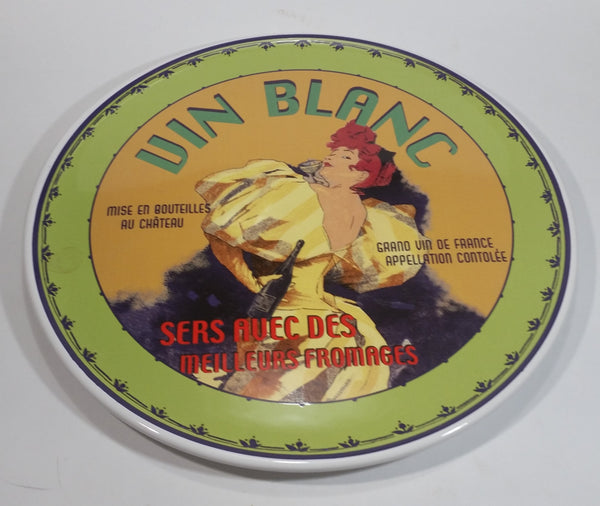 VIN BLANC
MISE EN BOUTEILLES
AU CHÂTEAU
GRAND VIN DE FRANCE
APPELLATION CONTOLÉE
SERS AVEC DES
MEILLEURS FROMAGES